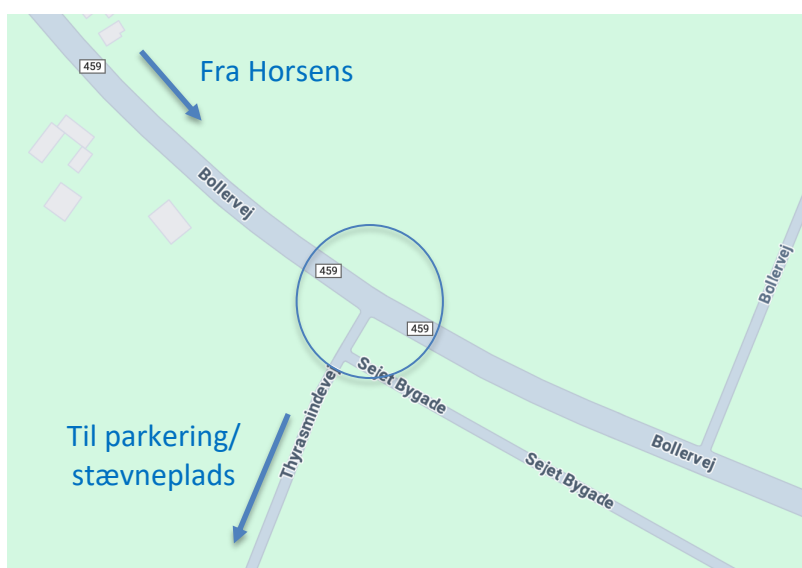 459
Fra Horsens
Bollervej
459
459
Bollervej
Sejet Bygade
Thyrasmindevej
Til parkering/
stævneplads
Bollervej
Sejet Bygade